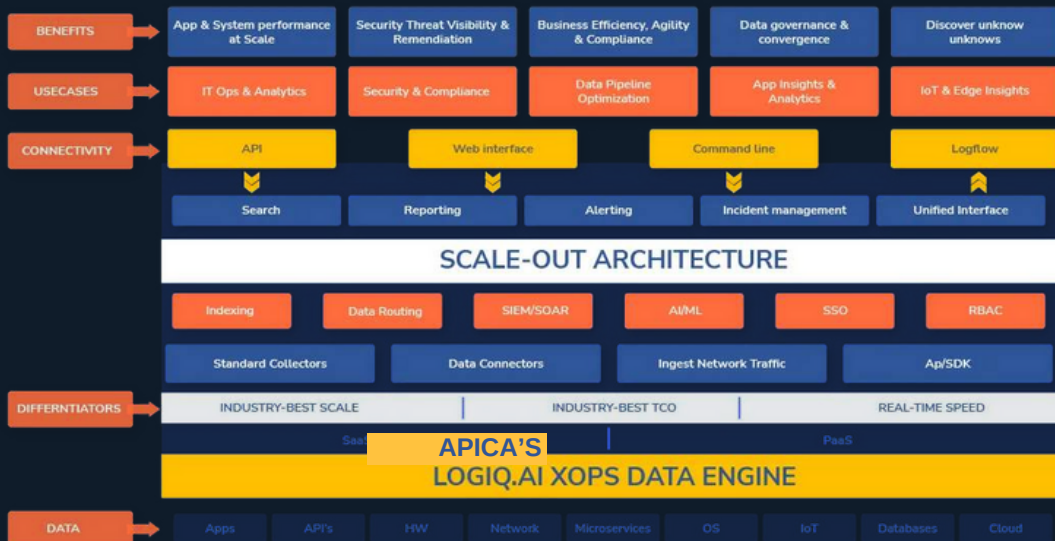 BENEFITS
App & System performance
at Scale
Security Threat Visibility &
Remendiation
Business Efficiency, Agility
& Compliance
Data governance &
convergence
Discover unknow
unknows
USECASES
IT Ops & Analytics
Security & Compliance
Data Pipeline
Optimization
App Insights &
Analytics
IoT & Edge Insights
CONNECTIVITY
API
Web interface
Command line
Logflow
Search
Reporting
Alerting
Incident management
Unified Interface
SCALE-OUT ARCHITECTURE
Indexing
Data Routing
SIEM/SOAR
AI/ML
SSO
RBAC
Standard Collectors
Data Connectors
Ingest Network Traffic
Ap/SDK
DIFFERNTIATORS
INDUSTRY-BEST SCALE
INDUSTRY-BEST TCO
REAL-TIME SPEED
SaaS
PaaS
APICA'S
LOGIQ.AI XOPS DATA ENGINE
DATA
Apps
API's
HW
Network
Microservices
OS
IoT
Databases
Cloud